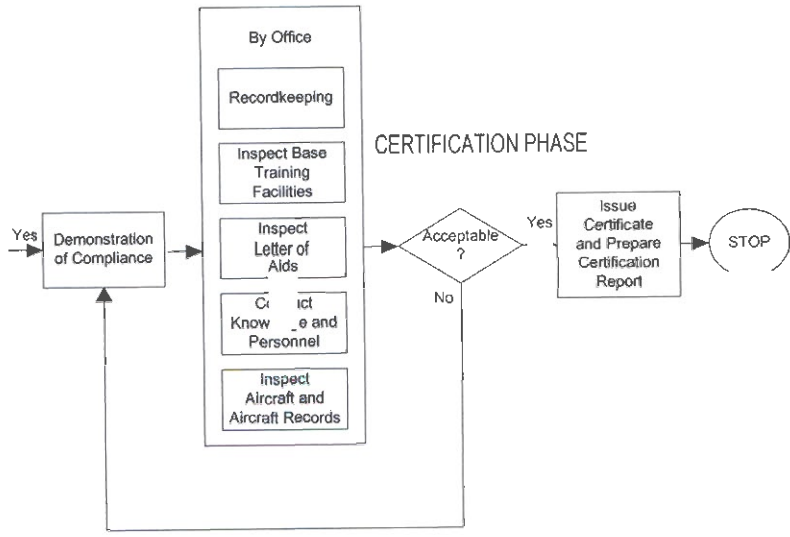 By Office
Recordkeeping
Inspect Base
Training
Facilities
CERTIFICATION PHASE
Inspect
Letter of
Aids
and
Personnel
Inspect
Aircraft and
Aircraft Records
Yes
Demonstration
of Compliance
Acceptable
?
Yes
No
Issue
Certificate
and Prepare
Certification
Report
STOP